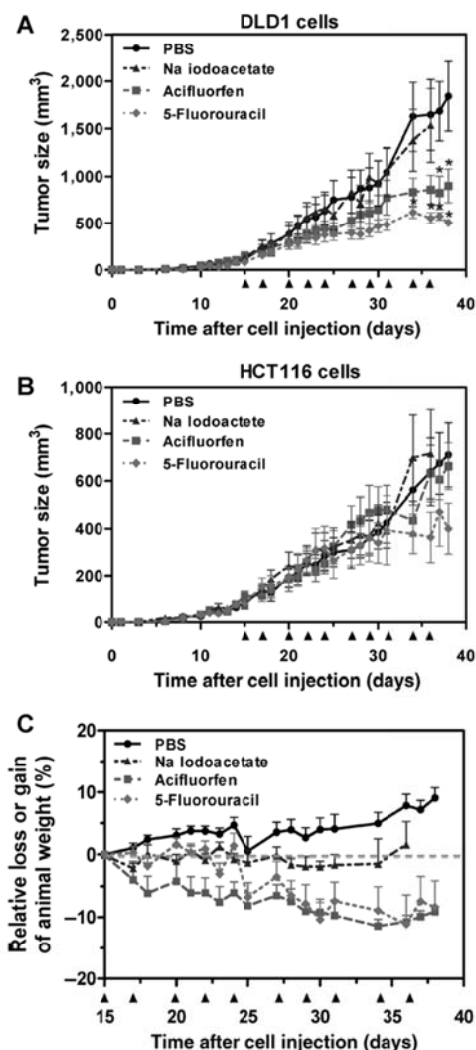 A
DLD1 cells
2,500
2,000
1,500
1,000
500
0
Tumor size (mm³)
PBS
Na iodoacetate
Acifluorfen
5-Fluorouracil
* * * * * *
0 10 20 30 40
Time after cell injection (days)
B
HCT116 cells
1,000
800
600
400
200
0
Tumor size (mm³)
PBS
Na Iodoactete
Acifluorfen
5-Fluorouracil
0 10 20 30 40
Time after cell injection (days)
C
20
10
0
−10
−20
Relative loss or gain
of animal weight (%)
PBS
Na Iodoacetate
Acifluorfen
5-Fluorouracil
15 20 25 30 35 40
Time after cell injection (days)